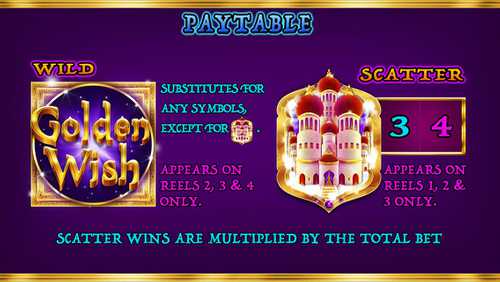 PAYTABLE
WILD
Golden
Wish
SUBSTITUTES FOR
ANY SYMBOLS,
EXCEPT FOR .
APPEARS ON
REELS 2, 3 & 4
ONLY.
SCATTER
3 4
APPEARS ON
REELS 1, 2 &
3 ONLY.
SCATTER WINS ARE MULTIPLIED BY THE TOTAL BET